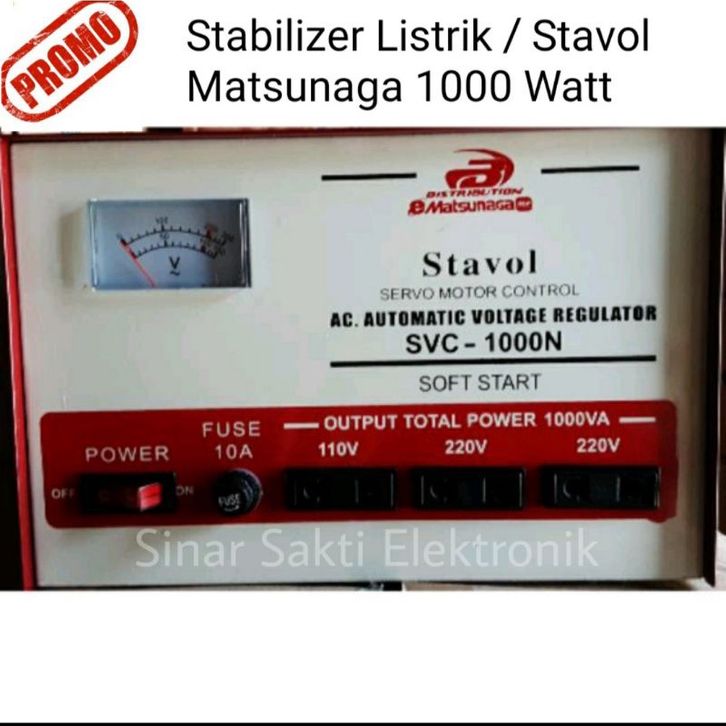 PROMO
Stabilizer Listrik / Stavol
Matsunaga 1000 Watt
DISTRIBUTION
eMatsunaga
Stavol
SERVO MOTOR CONTROL
AC. AUTOMATIC VOLTAGE REGULATOR
SVC - 1000N
SOFT START
V
OUTPUT TOTAL POWER 1000VA
FUSE
POWER 10A 110V 220V 220V
OFF ON FUSE
Sinar Sakti Elektronik